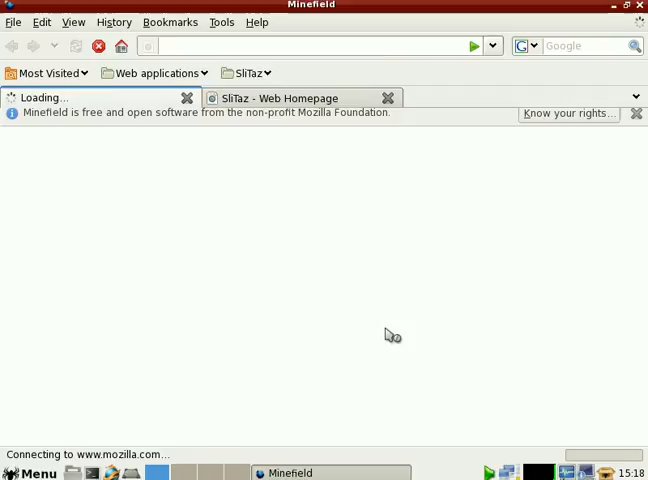 Minefield
File Edit View History Bookmarks Tools Help
Google
Most Visited Web applications SliTaz
Loading... SliTaz - Web Homepage
Minefield is free and open software from the non-profit Mozilla Foundation. Know your rights...
Connecting to www.mozilla.com...
Menu Minefield 15:18